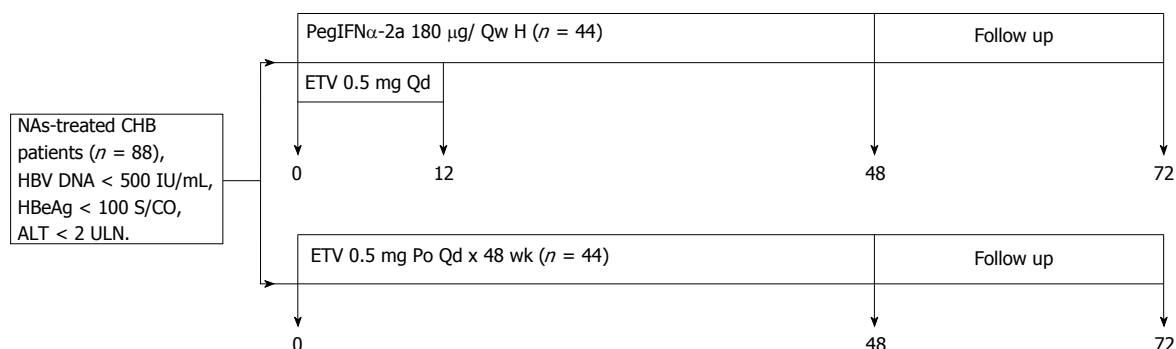 PegIFNα-2a 180 μg/ Qw H (n = 44)
Follow up
ETV 0.5 mg Qd
NAs-treated CHB
patients (n = 88),
HBV DNA < 500 IU/mL,
HBeAg < 100 S/CO,
ALT < 2 ULN.
0
12
48
72
ETV 0.5 mg Po Qd x 48 wk (n = 44)
Follow up
0
48
72